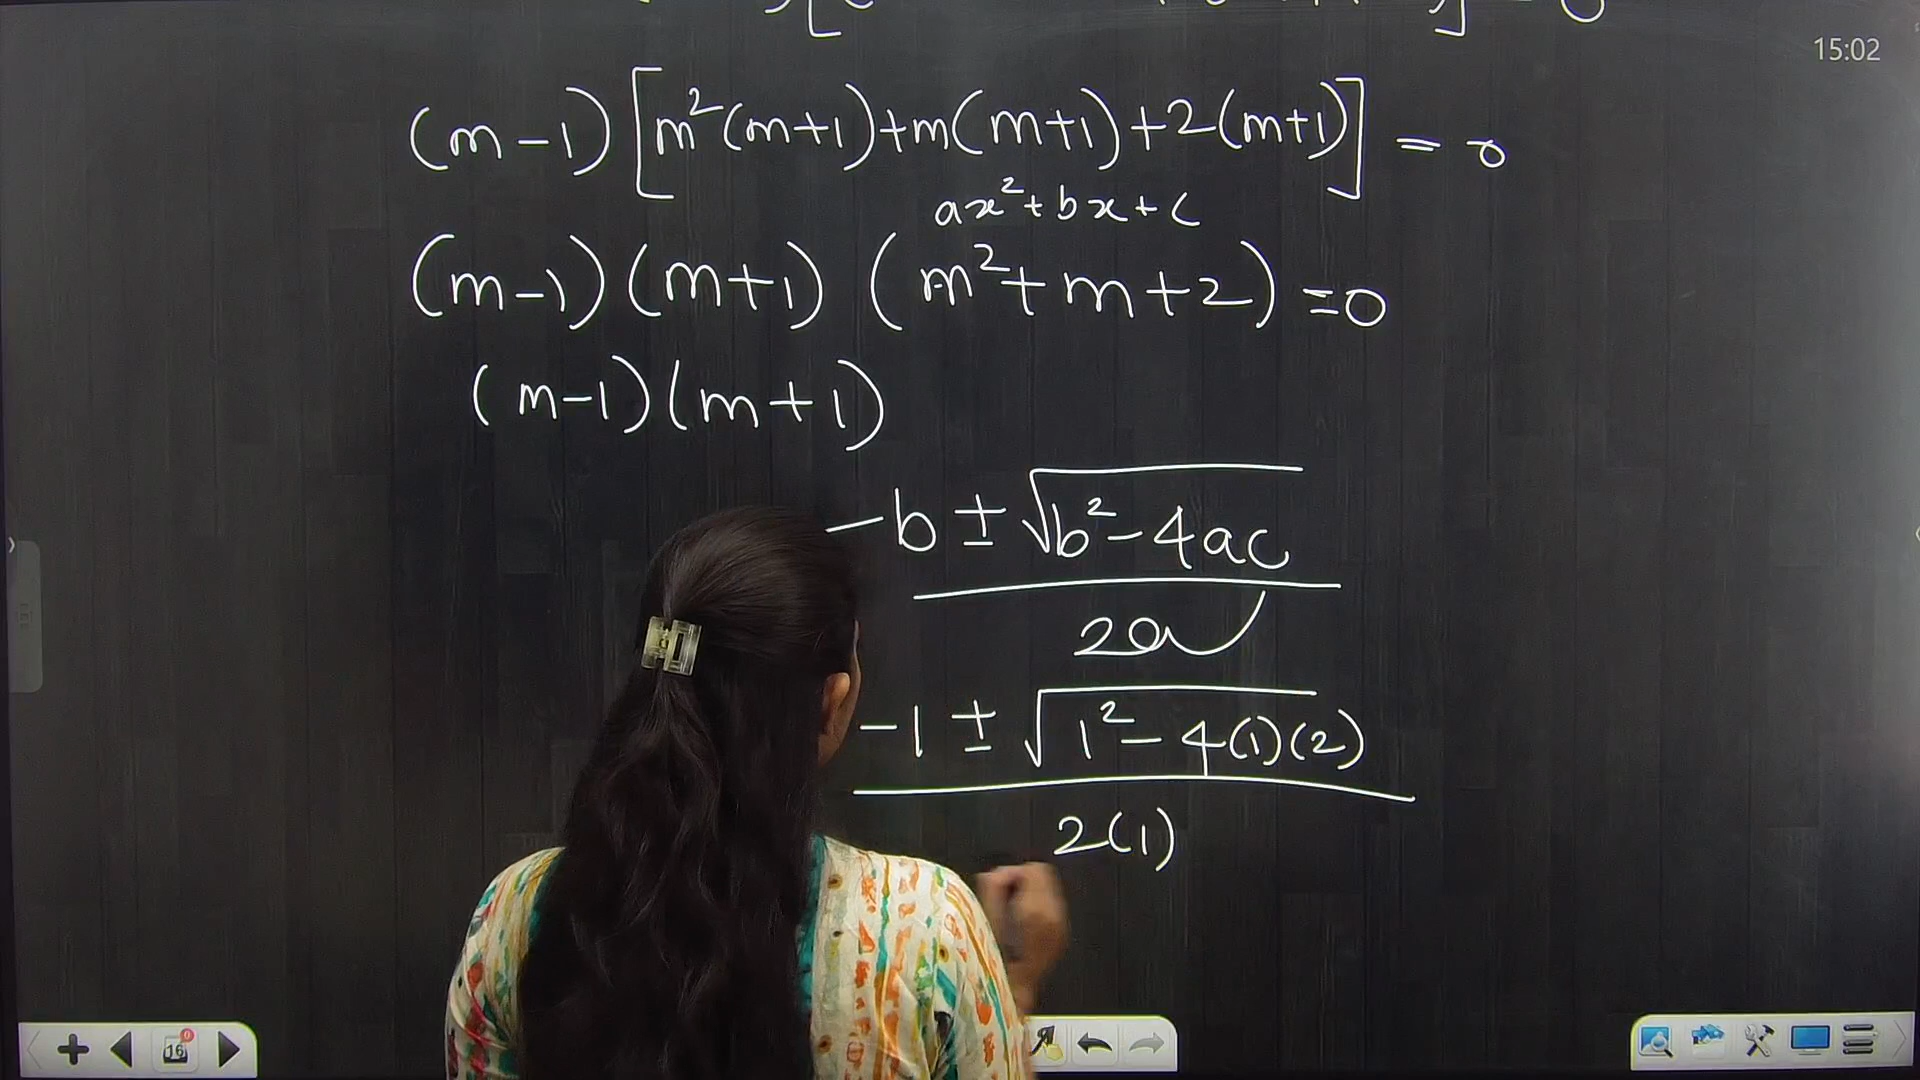 15:02
(m-1)[m²(m+1)+m(m+1)+2(m+1)] = 0
ax²+bx+c
(m-1)(m+1) (m²+m+2)=0
(m-1)(m+1)
-b ± √b²-4ac
2a
-1 ± √1²-4(1)(2)
2(1)
16